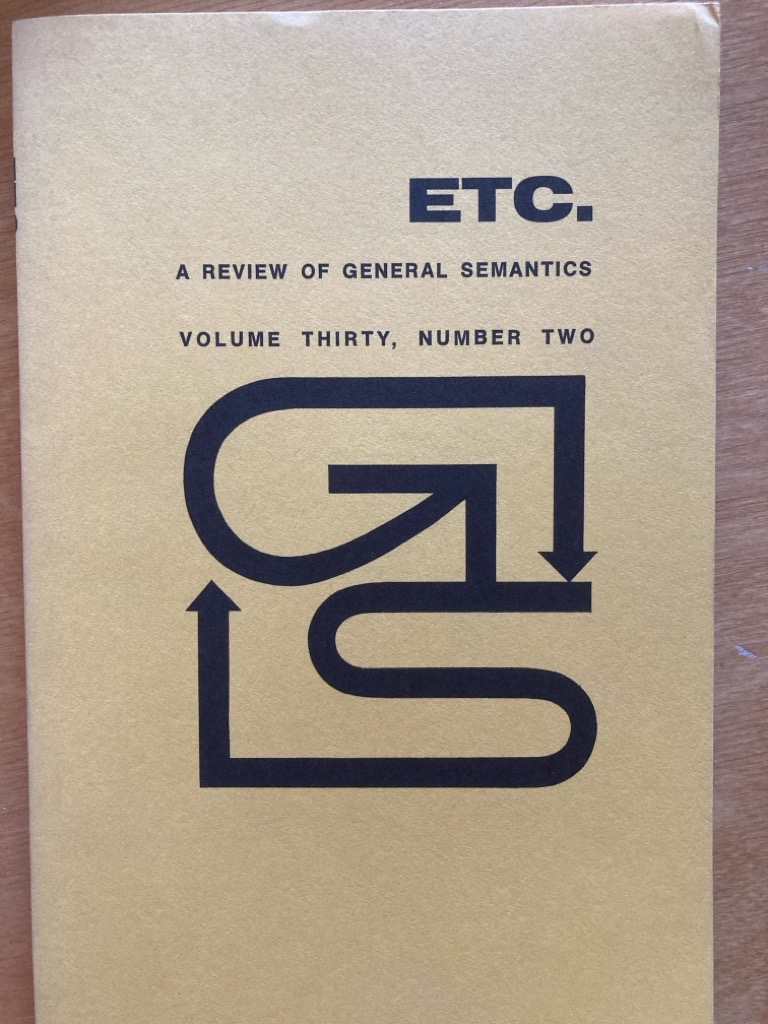 ETC.
A REVIEW OF GENERAL SEMANTICS
VOLUME THIRTY, NUMBER TWO